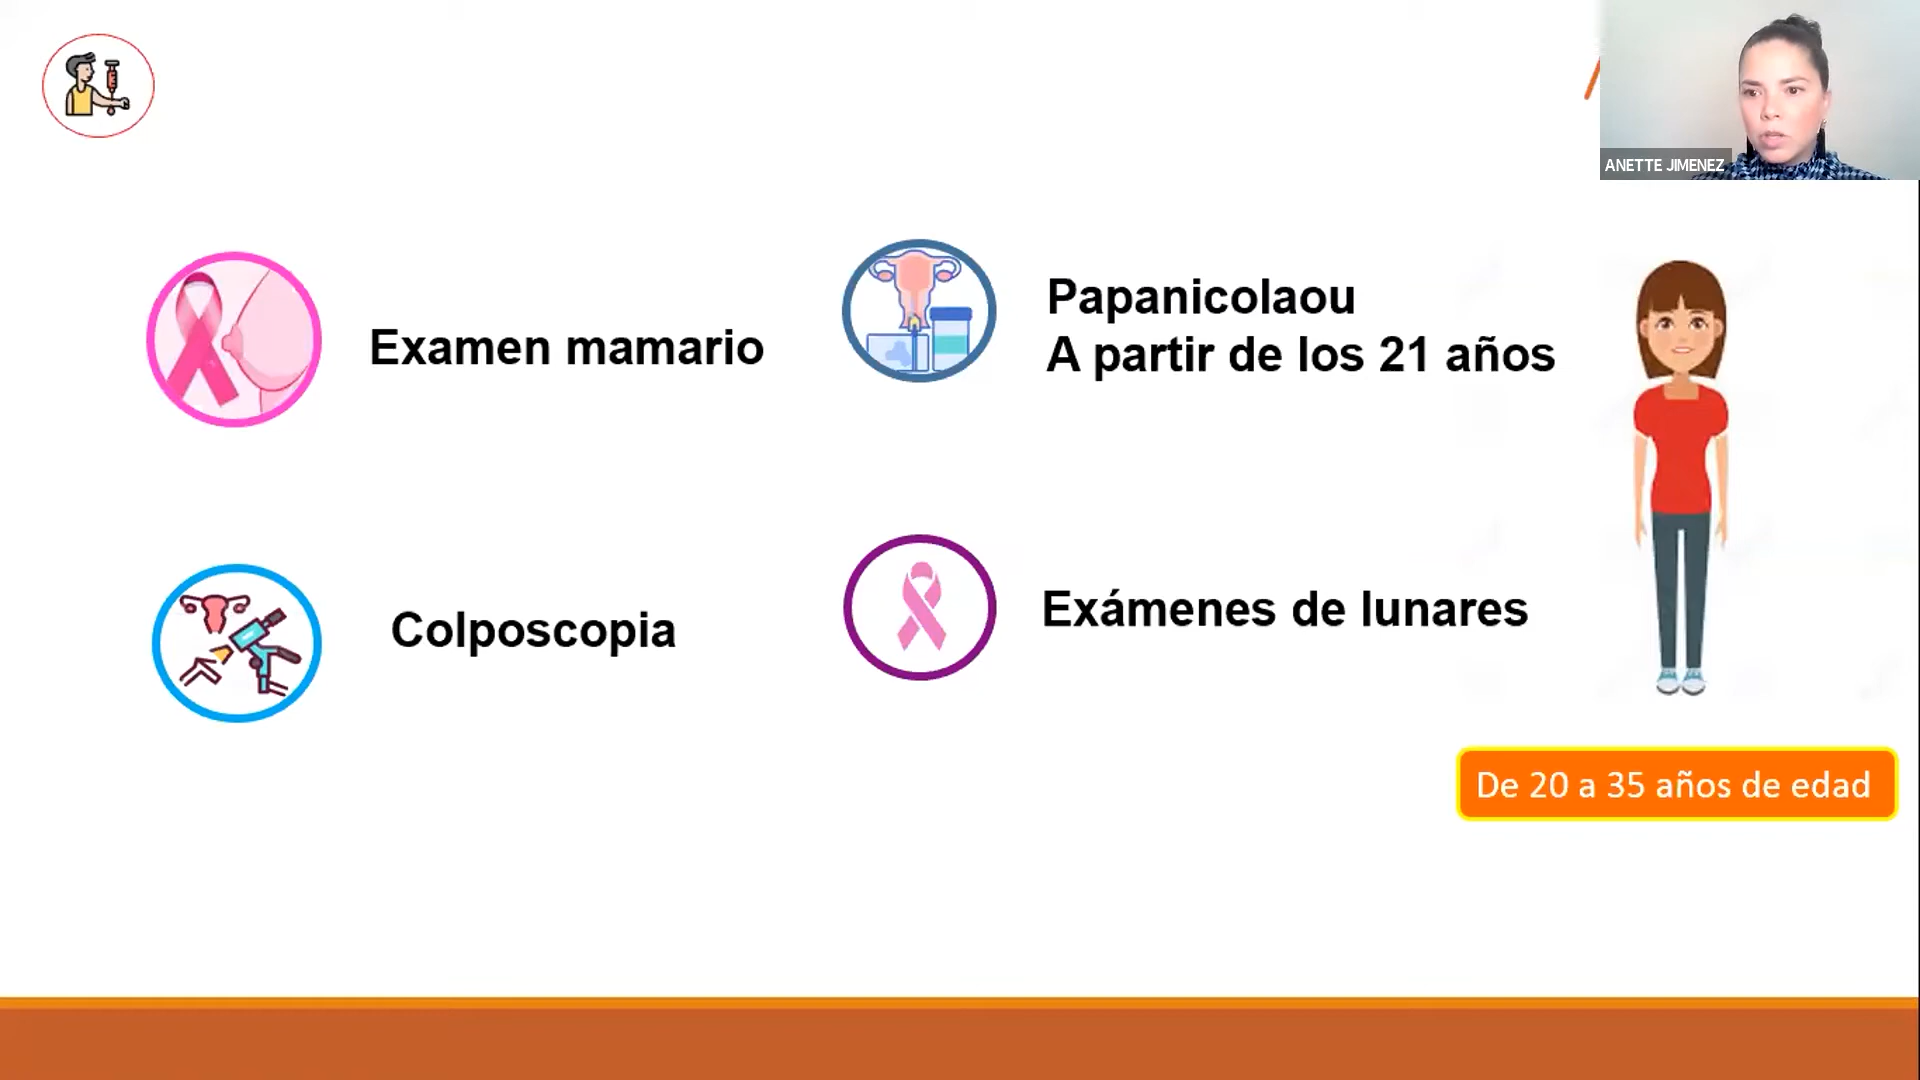 ANETTE JIMENEZ
Examen mamario
Papanicolaou
A partir de los 21 años
Colposcopia
Exámenes de lunares
De 20 a 35 años de edad